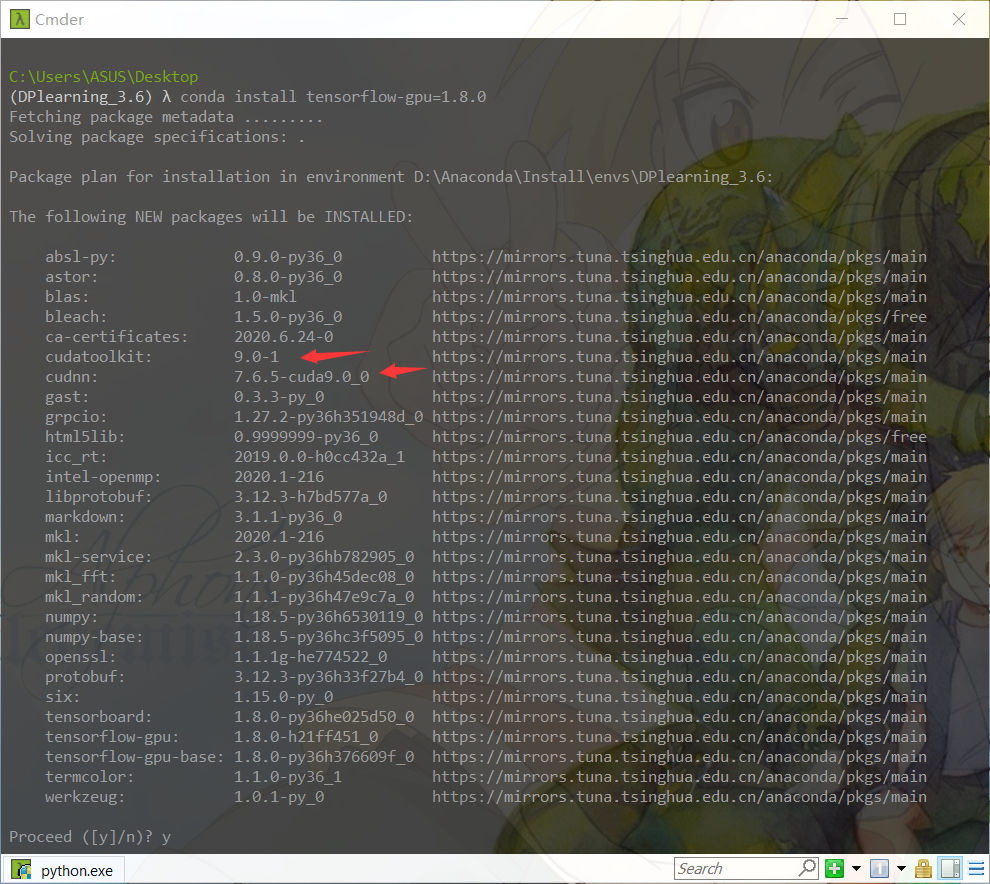 Cmder
C:\Users\ASUS\Desktop
(DPlearning_3.6) λ conda install tensorflow-gpu=1.8.0
Fetching package metadata .........
Solving package specifications: .
Package plan for installation in environment D:\Anaconda\Install\envs\DPlearning_3.6:
The following NEW packages will be INSTALLED:
absl-py: 0.9.0-py36_0 https://mirrors.tuna.tsinghua.edu.cn/anaconda/pkgs/main
astor: 0.8.0-py36_0 https://mirrors.tuna.tsinghua.edu.cn/anaconda/pkgs/main
blas: 1.0-mkl https://mirrors.tuna.tsinghua.edu.cn/anaconda/pkgs/main
bleach: 1.5.0-py36_0 https://mirrors.tuna.tsinghua.edu.cn/anaconda/pkgs/free
ca-certificates: 2020.6.24-0 https://mirrors.tuna.tsinghua.edu.cn/anaconda/pkgs/main
cudatoolkit: 9.0-1 https://mirrors.tuna.tsinghua.edu.cn/anaconda/pkgs/main
cudnn: 7.6.5-cuda9.0_0 https://mirrors.tuna.tsinghua.edu.cn/anaconda/pkgs/main
gast: 0.3.3-py_0 https://mirrors.tuna.tsinghua.edu.cn/anaconda/pkgs/main
grpcio: 1.27.2-py36h351948d_0 https://mirrors.tuna.tsinghua.edu.cn/anaconda/pkgs/main
html5lib: 0.9999999-py36_0 https://mirrors.tuna.tsinghua.edu.cn/anaconda/pkgs/free
icc_rt: 2019.0.0-h0cc432a_1 https://mirrors.tuna.tsinghua.edu.cn/anaconda/pkgs/main
intel-openmp: 2020.1-216 https://mirrors.tuna.tsinghua.edu.cn/anaconda/pkgs/main
libprotobuf: 3.12.3-h7bd577a_0 https://mirrors.tuna.tsinghua.edu.cn/anaconda/pkgs/main
markdown: 3.1.1-py36_0 https://mirrors.tuna.tsinghua.edu.cn/anaconda/pkgs/main
mkl: 2020.1-216 https://mirrors.tuna.tsinghua.edu.cn/anaconda/pkgs/main
mkl-service: 2.3.0-py36hb782905_0 https://mirrors.tuna.tsinghua.edu.cn/anaconda/pkgs/main
mkl_fft: 1.1.0-py36h45dec08_0 https://mirrors.tuna.tsinghua.edu.cn/anaconda/pkgs/main
mkl_random: 1.1.1-py36h47e9c7a_0 https://mirrors.tuna.tsinghua.edu.cn/anaconda/pkgs/main
numpy: 1.18.5-py36h6530119_0 https://mirrors.tuna.tsinghua.edu.cn/anaconda/pkgs/main
numpy-base: 1.18.5-py36hc3f5095_0 https://mirrors.tuna.tsinghua.edu.cn/anaconda/pkgs/main
openssl: 1.1.1g-he774522_0 https://mirrors.tuna.tsinghua.edu.cn/anaconda/pkgs/main
protobuf: 3.12.3-py36h33f27b4_0 https://mirrors.tuna.tsinghua.edu.cn/anaconda/pkgs/main
six: 1.15.0-py_0 https://mirrors.tuna.tsinghua.edu.cn/anaconda/pkgs/main
tensorboard: 1.8.0-py36he025d50_0 https://mirrors.tuna.tsinghua.edu.cn/anaconda/pkgs/main
tensorflow-gpu: 1.8.0-h21ff451_0 https://mirrors.tuna.tsinghua.edu.cn/anaconda/pkgs/main
tensorflow-gpu-base: 1.8.0-py36h376609f_0 https://mirrors.tuna.tsinghua.edu.cn/anaconda/pkgs/main
termcolor: 1.1.0-py36_1 https://mirrors.tuna.tsinghua.edu.cn/anaconda/pkgs/main
werkzeug: 1.0.1-py_0 https://mirrors.tuna.tsinghua.edu.cn/anaconda/pkgs/main
Proceed ([y]/n)? y
python.exe
Search
1